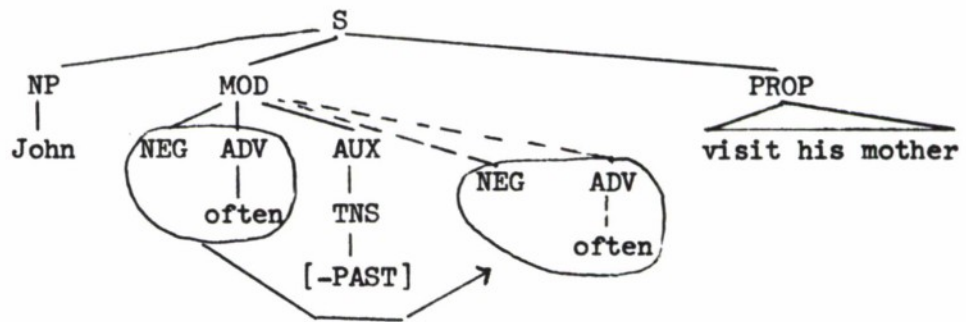 S
NP MOD PROP
John NEG ADV AUX NEG ADV visit his mother
often TNS often
[-PAST]